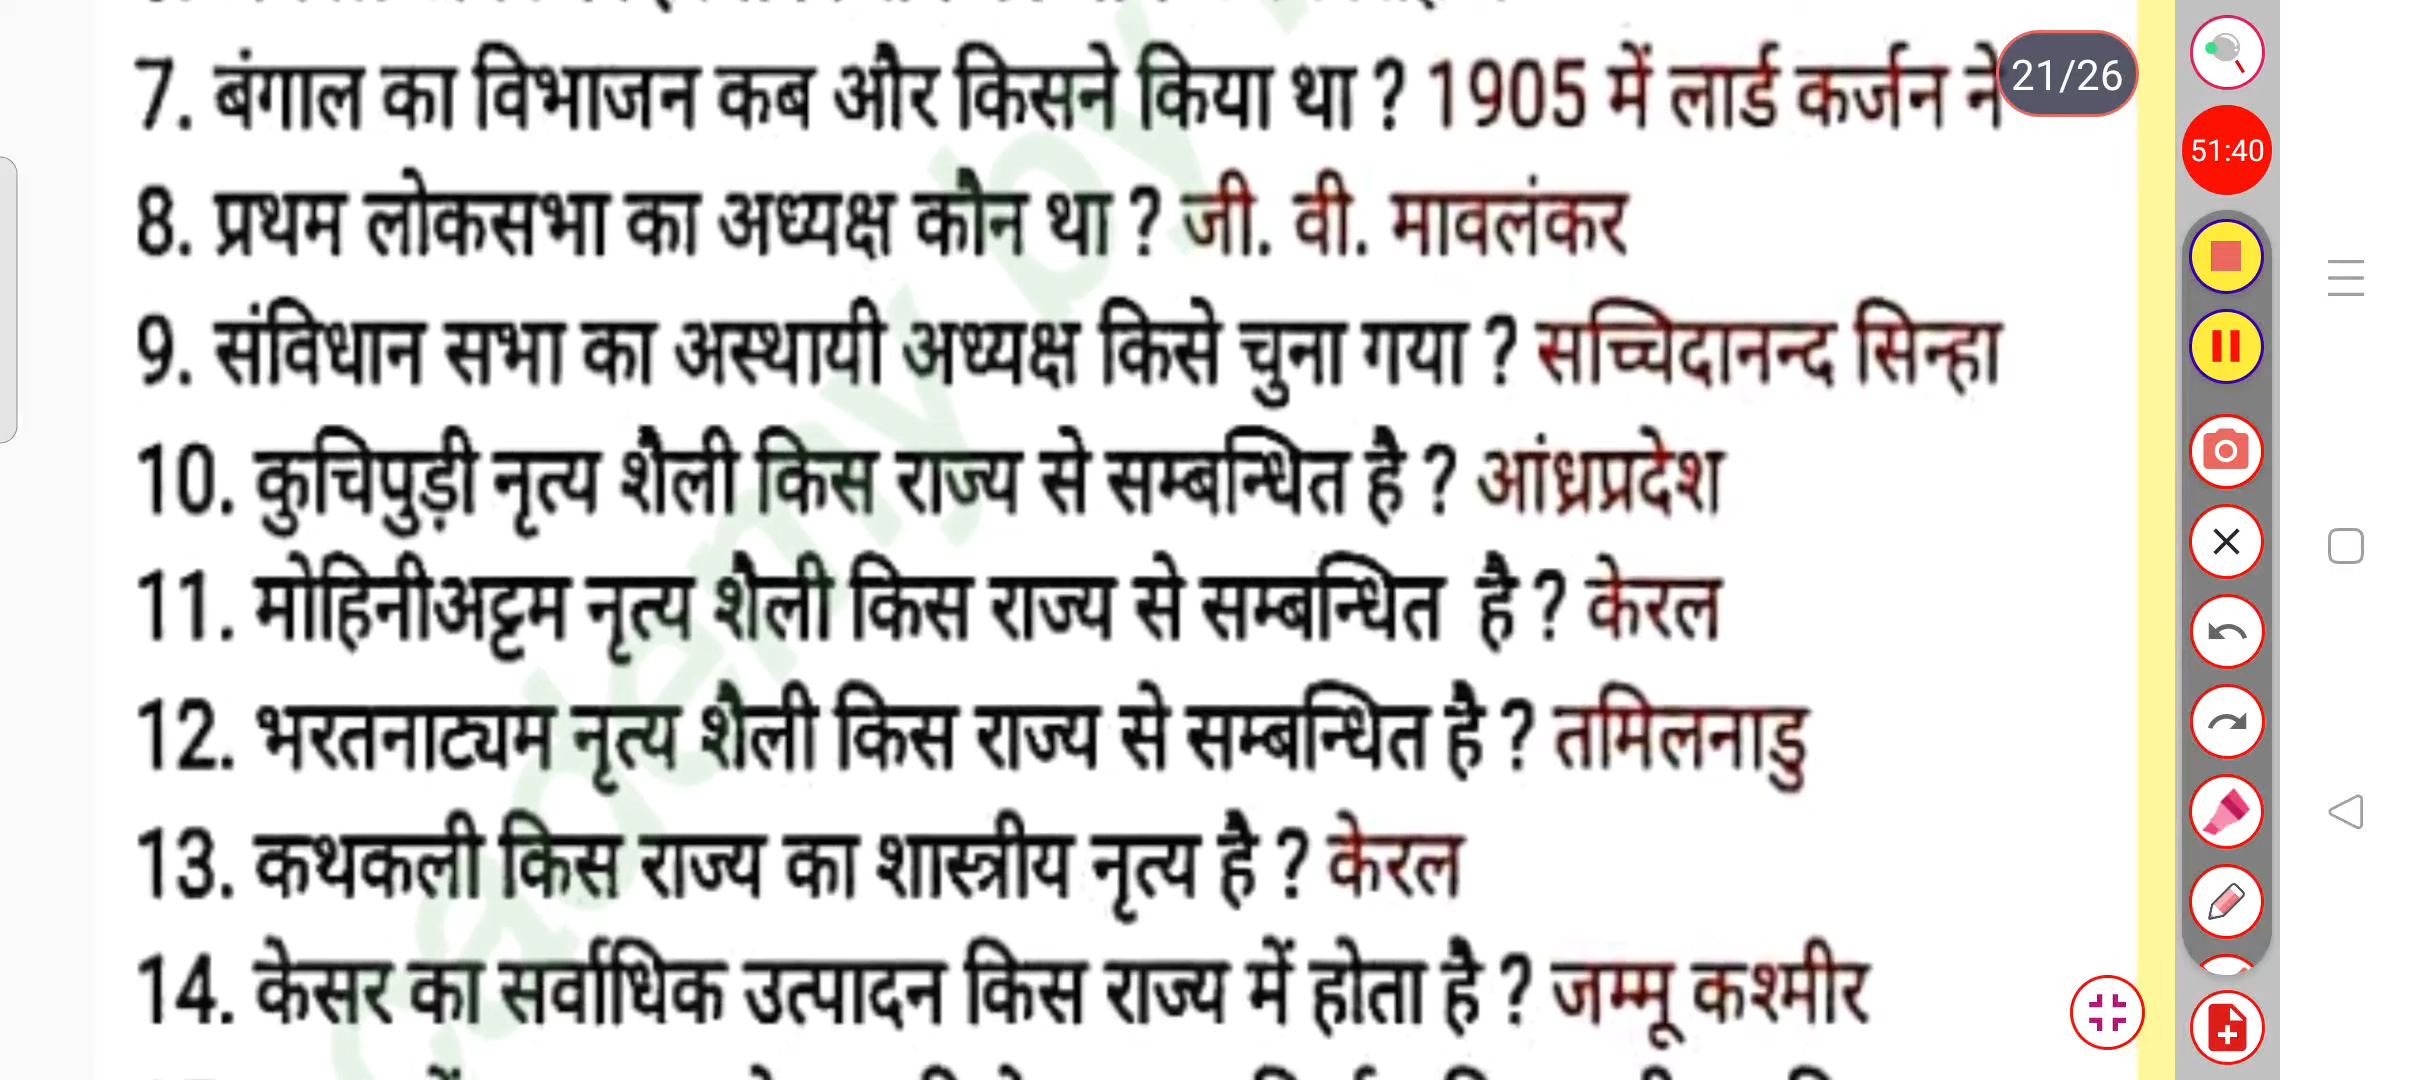 7. बंगाल का विभाजन कब और किसने किया था ? 1905 में लार्ड कर्जन ने
21/26
51:40
8. प्रथम लोकसभा का अध्यक्ष कौन था ? जी. वी. मावलंकर
9. संविधान सभा का अस्थायी अध्यक्ष किसे चुना गया ? सच्चिदानन्द सिन्हा
10. कुचिपुड़ी नृत्य शैली किस राज्य से सम्बन्धित है ? आंध्रप्रदेश
11. मोहिनीअट्टम नृत्य शैली किस राज्य से सम्बन्धित है ? केरल
12. भरतनाट्यम नृत्य शैली किस राज्य से सम्बन्धित है ? तमिलनाडु
13. कथकली किस राज्य का शास्त्रीय नृत्य है ? केरल
14. केसर का सर्वाधिक उत्पादन किस राज्य में होता है ? जम्मू कश्मीर
cademy by